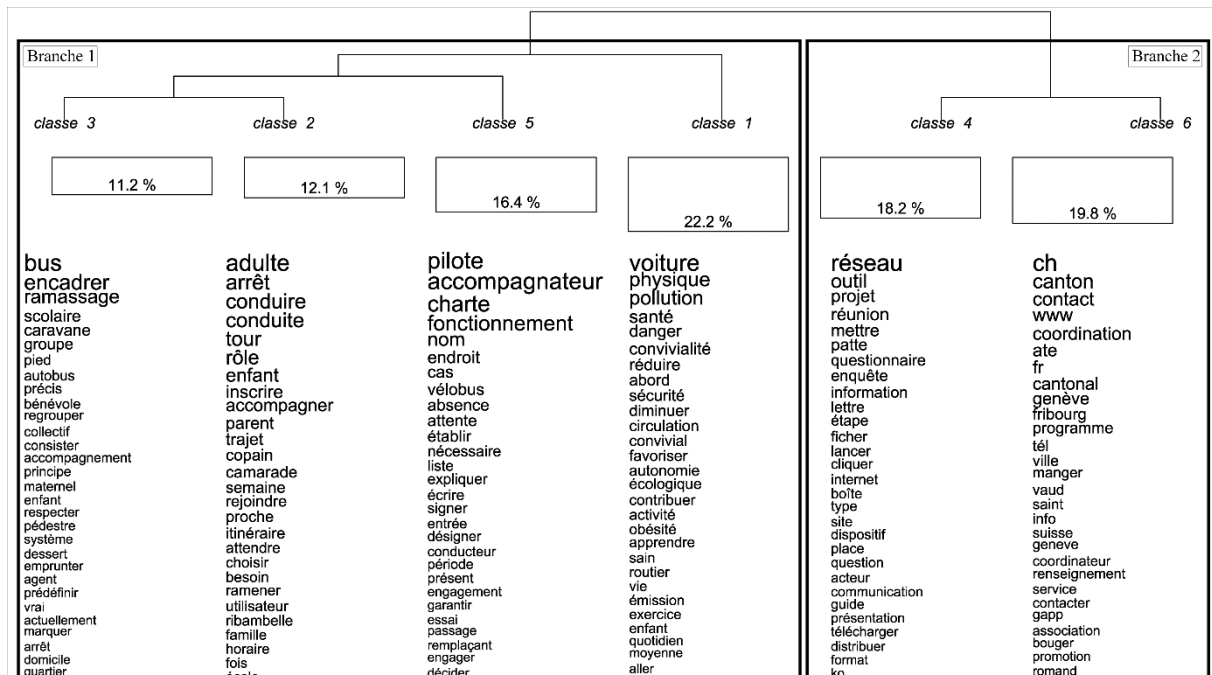 Branche 1
Branche 2
classe 3
classe 2
classe 5
classe 1
classe 4
classe 6
11.2 %
12.1 %
16.4 %
22.2 %
18.2 %
19.8 %
bus
encadrer
ramassage
scolaire
caravane
groupe
pied
autobus
précis
bénévole
regrouper
collectif
consister
accompagnement
principe
maternel
enfant
respecter
pédestre
système
dessert
emprunter
agent
prédéfinir
vrai
actuellement
marquer
arrêt
domicile
quartier
adulte
arrêt
conduire
conduite
tour
rôle
enfant
inscrire
accompagner
parent
trajet
copain
camarade
semaine
rejoindre
proche
itinéraire
attendre
choisir
besoin
ramener
utilisateur
ribambelle
famille
horaire
fois
école
pilote
accompagnateur
charte
fonctionnement
nom
endroit
cas
vélobus
absence
attente
établir
nécessaire
liste
expliquer
écrire
signer
entrée
désigner
conducteur
période
présent
engagement
garantir
essai
passage
remplaçant
engager
décider
voiture
physique
pollution
santé
danger
convivialité
réduire
abord
sécurité
diminuer
circulation
convivial
favoriser
autonomie
écologique
contribuer
activité
obésité
apprendre
sain
routier
vie
émission
exercice
enfant
quotidien
moyenne
aller
réseau
outil
projet
réunion
mettre
patte
questionnaire
enquête
information
lettre
étape
ficher
lancer
cliquer
internet
boîte
type
site
dispositif
place
question
acteur
communication
guide
présentation
télécharger
distribuer
format
ko
ch
canton
contact
www
coordination
ate
fr
cantonal
genève
fribourg
programme
tél
ville
manger
vaud
saint
info
suisse
geneve
coordinateur
renseignement
service
contacter
gapp
association
bouger
promotion
romand